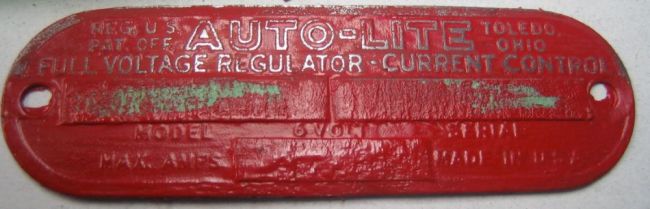 REG. U.S. AUTO-LITE TOLEDO,
PAT. OFF. OHIO
FULL VOLTAGE REGULATOR - CURRENT CONTROL
MODEL 6 VOLT SERIAL
MAX. AMPS. MADE IN U.S.A.